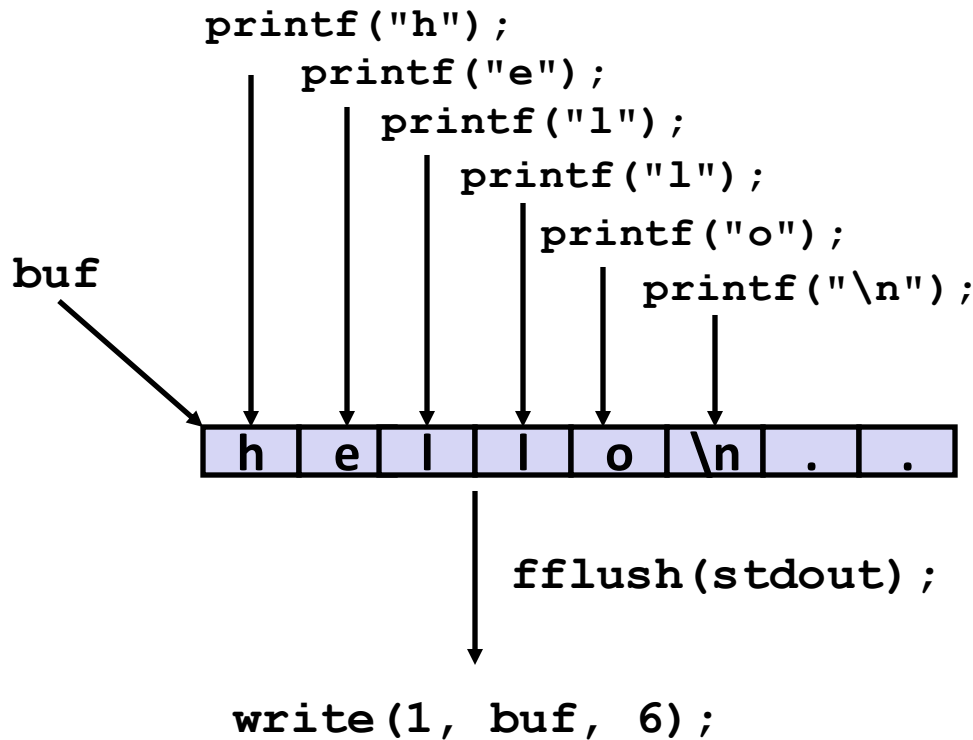 printf("h");
printf("e");
printf("l");
printf("l");
printf("o");
buf
printf("\n");
h e l l o \n . .
fflush(stdout);
write(1, buf, 6);